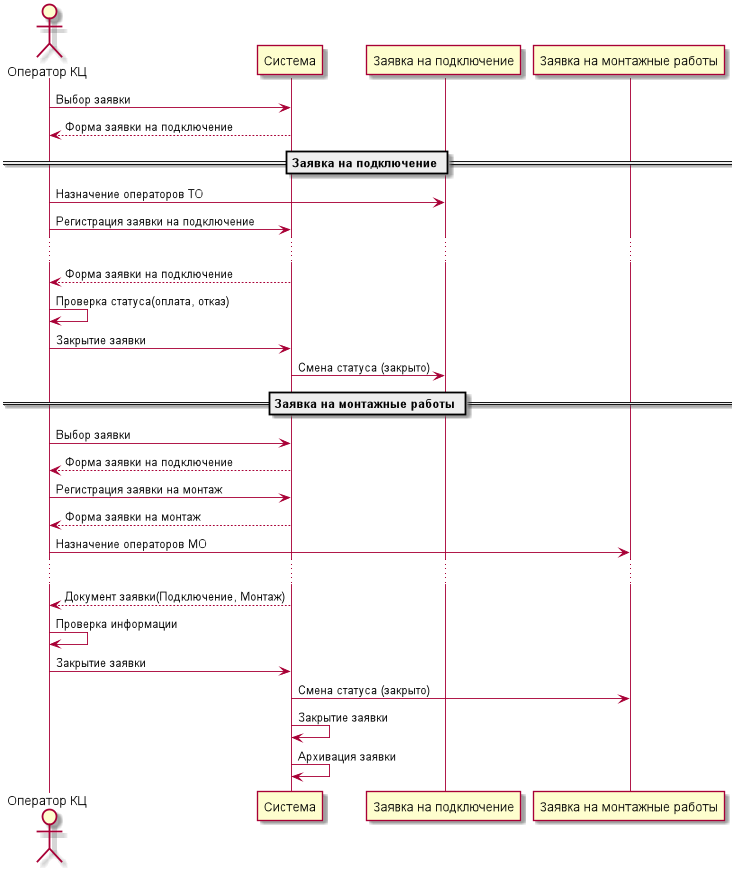 Оператор КЦ
Система
Заявка на подключение
Заявка на монтажные работы
Выбор заявки
Форма заявки на подключение
Заявка на подключение
Назначение операторов ТО
Регистрация заявки на подключение
Форма заявки на подключение
Проверка статуса(оплата, отказ)
Закрытие заявки
Смена статуса (закрыто)
Заявка на монтажные работы
Выбор заявки
Форма заявки на подключение
Регистрация заявки на монтаж
Форма заявки на монтаж
Назначение операторов МО
Документ заявки(Подключение, Монтаж)
Проверка информации
Закрытие заявки
Смена статуса (закрыто)
Закрытие заявки
Архивация заявки
Оператор КЦ
Система
Заявка на подключение
Заявка на монтажные работы